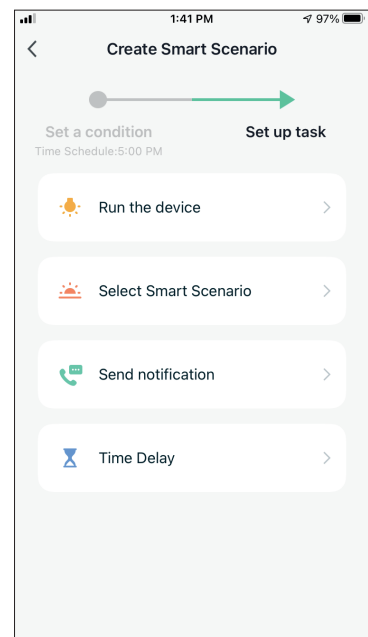 1:41 PM
97%
Create Smart Scenario
Set a condition
Set up task
Time Schedule:5:00 PM
Run the device
Select Smart Scenario
Send notification
Time Delay